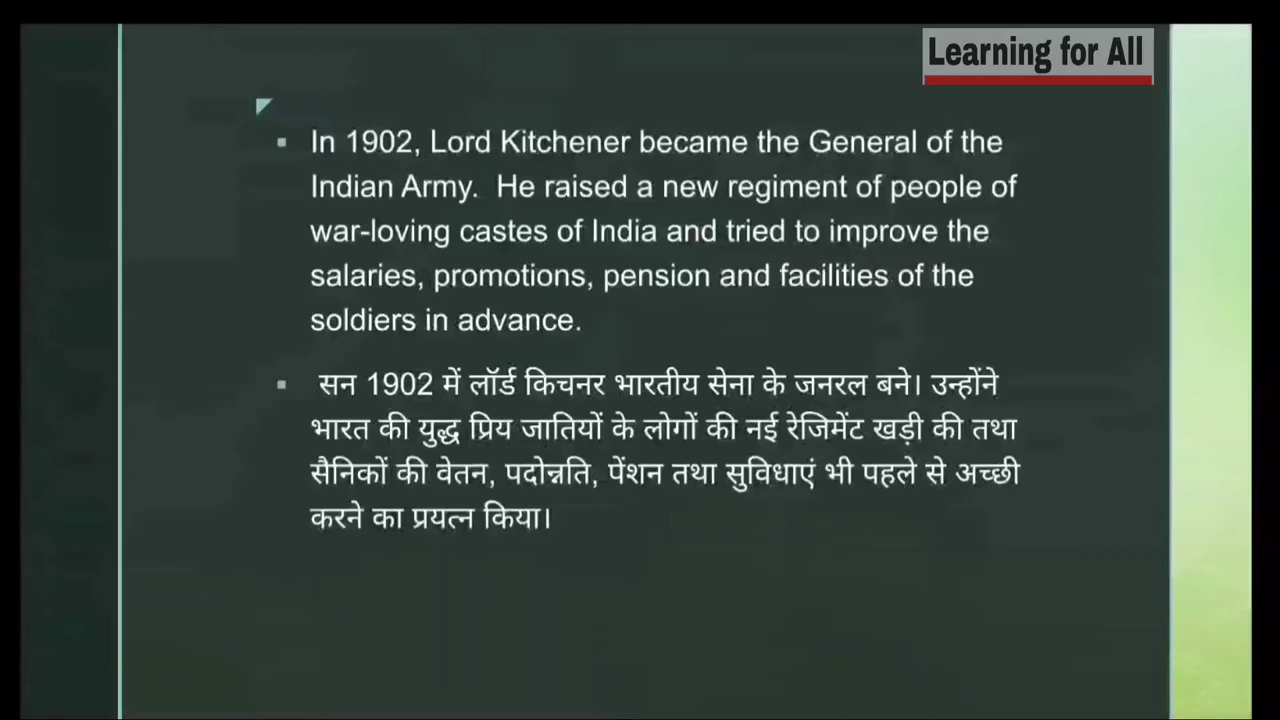 Learning for All
In 1902, Lord Kitchener became the General of the
Indian Army. He raised a new regiment of people of
war-loving castes of India and tried to improve the
salaries, promotions, pension and facilities of the
soldiers in advance.
सन 1902 में लॉर्ड किचनर भारतीय सेना के जनरल बने। उन्होंने
भारत की युद्ध प्रिय जातियों के लोगों की नई रेजिमेंट खड़ी की तथा
सैनिकों की वेतन, पदोन्नति, पेंशन तथा सुविधाएं भी पहले से अच्छी
करने का प्रयत्न किया।